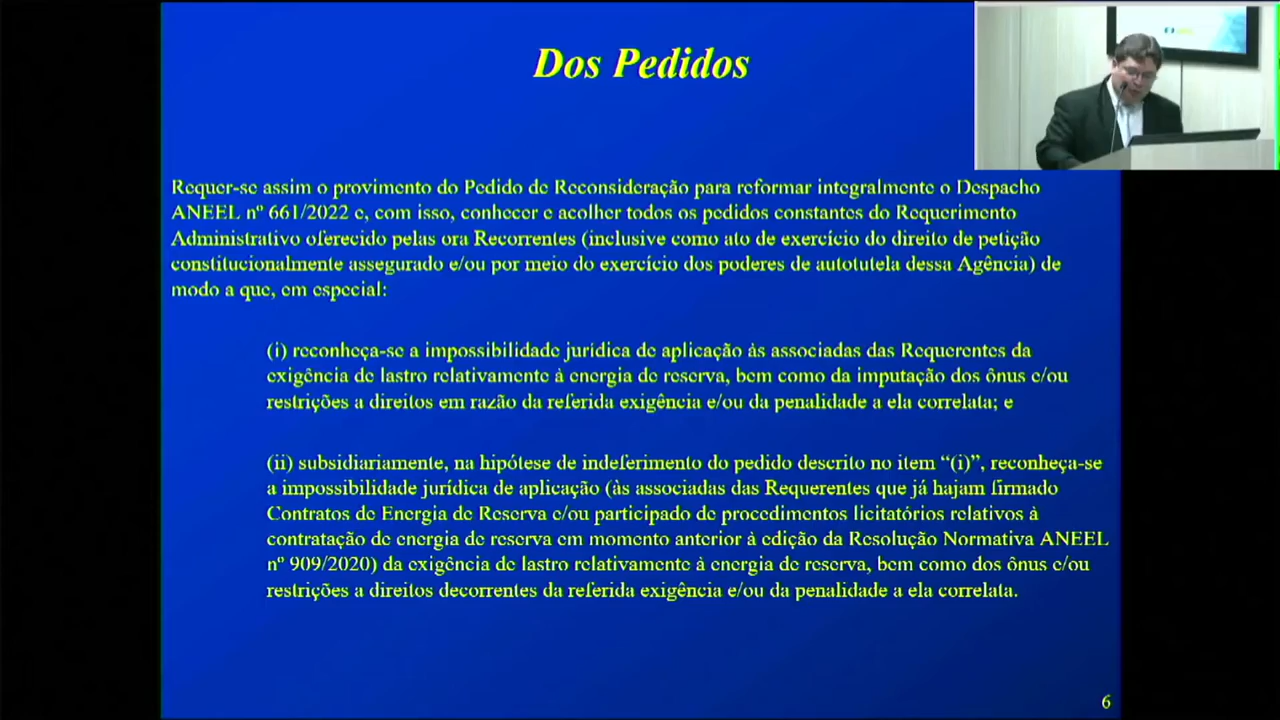 Dos Pedidos
Requer-se assim o provimento do Pedido de Reconsideração para reformar integralmente o Despacho
ANEEL nº 661/2022 e, com isso, conhecer e acolher todos os pedidos constantes do Requerimento
Administrativo oferecido pelas ora Recorrentes (inclusive como ato de exercício do direito de petição
constitucionalmente assegurado e/ou por meio do exercício dos poderes de autotutela dessa Agência) de
modo a que, em especial:
(i) reconheça-se a impossibilidade jurídica de aplicação às associadas das Requerentes da
exigência de lastro relativamente à energia de reserva, bem como da imputação dos ônus e/ou
restrições a direitos em razão da referida exigência e/ou da penalidade a ela correlata; e
(ii) subsidiariamente, na hipótese de indeferimento do pedido descrito no item “(i)”, reconheça-se
a impossibilidade jurídica de aplicação (às associadas das Requerentes que já hajam firmado
Contratos de Energia de Reserva e/ou participado de procedimentos licitatórios relativos à
contratação de energia de reserva em momento anterior à edição da Resolução Normativa ANEEL
nº 909/2020) da exigência de lastro relativamente à energia de reserva, bem como dos ônus e/ou
restrições a direitos decorrentes da referida exigência e/ou da penalidade a ela correlata.
6